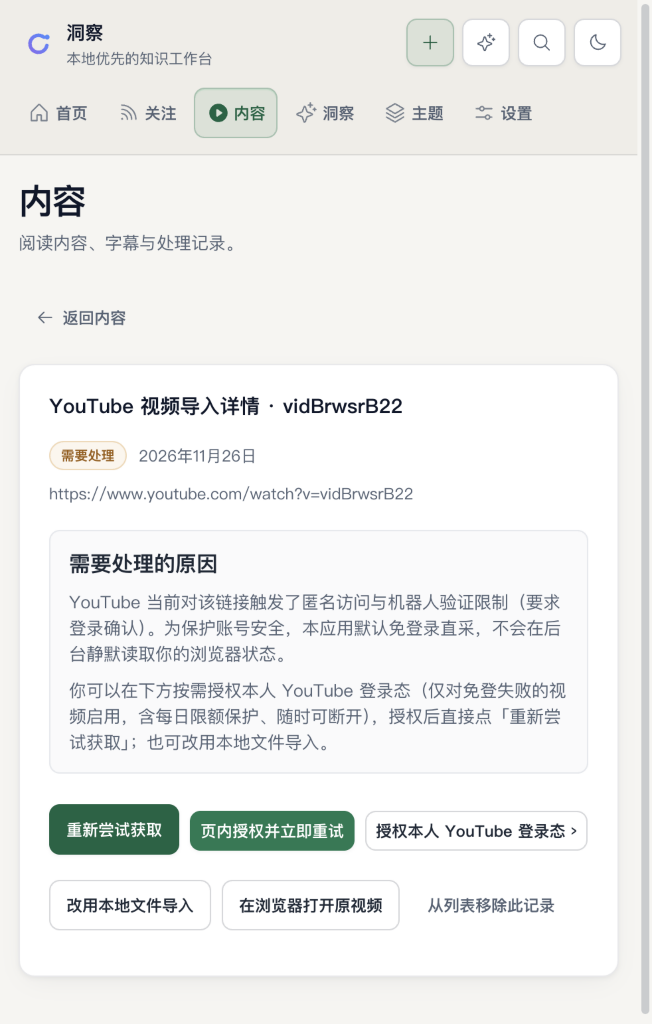 洞察
本地优先的知识工作台
首页 关注 内容 洞察 主题 设置
内容
阅读内容、字幕与处理记录。
← 返回内容
YouTube 视频导入详情 · vidBrwsrB22
需要处理 2026年11月26日
https://www.youtube.com/watch?v=vidBrwsrB22
需要处理的原因
YouTube 当前对该链接触发了匿名访问与机器人验证限制（要求
登录确认）。为保护账号安全，本应用默认免登录直采，不会在后
台静默读取你的浏览器状态。
你可以在下方按需授权本人 YouTube 登录态（仅对免登失败的视
频启用，含每日限额保护、随时可断开），授权后直接点「重新尝
试获取」；也可改用本地文件导入。
重新尝试获取 页内授权并立即重试 授权本人 YouTube 登录态 ›
改用本地文件导入 在浏览器打开原视频 从列表移除此记录